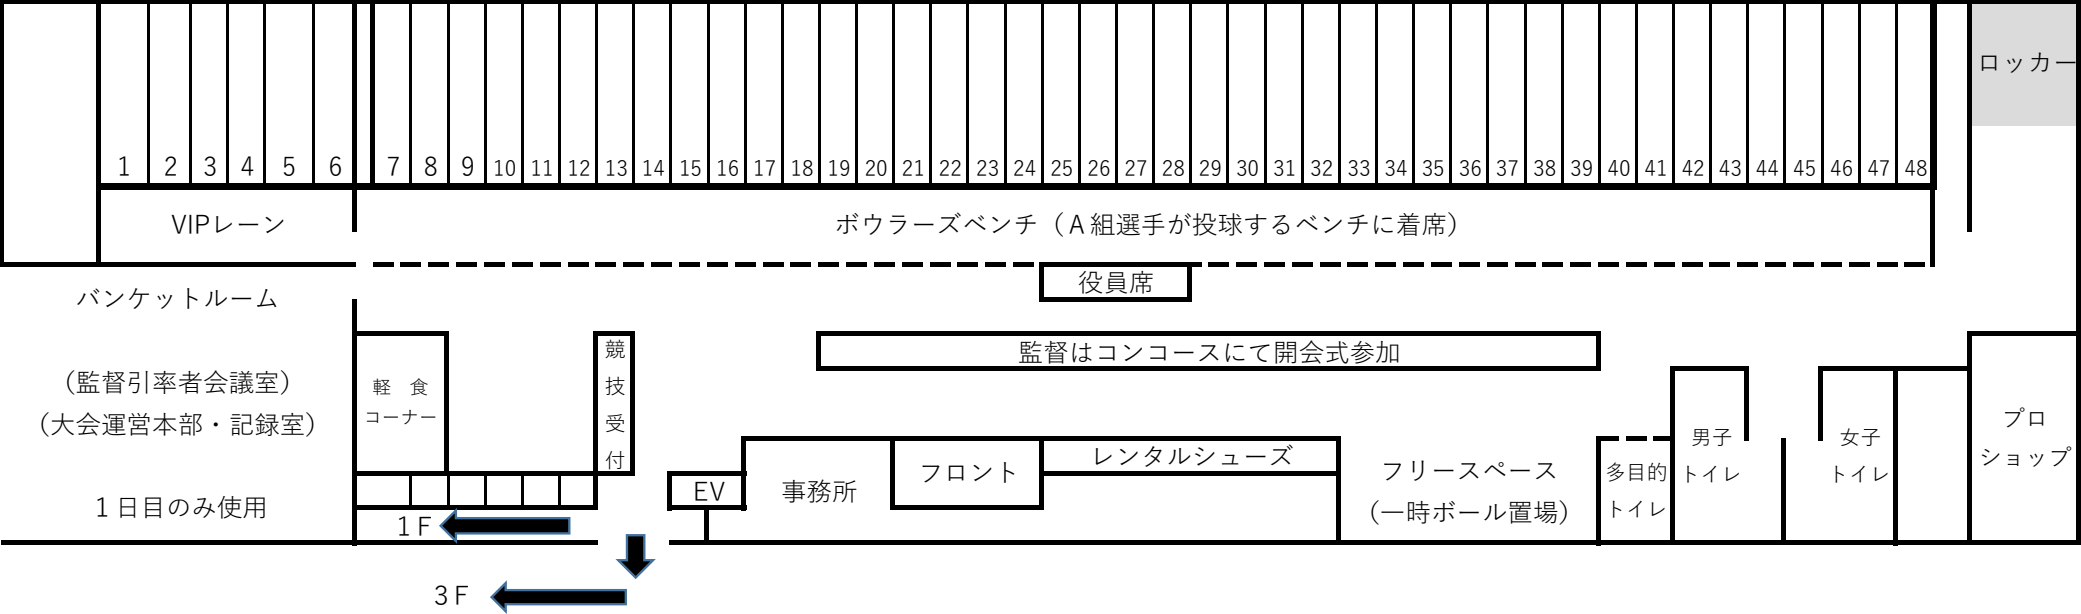 ロッカー
1 2 3 4 5 6 7 8 9 10 11 12 13 14 15 16 17 18 19 20 21 22 23 24 25 26 27 28 29 30 31 32 33 34 35 36 37 38 39 40 41 42 43 44 45 46 47 48
VIPレーン
ボウラーズベンチ（Ａ組選手が投球するベンチに着席）
役員席
バンケットルーム
（監督引率者会議室）
（大会運営本部・記録室）
１日目のみ使用
軽　食
コーナー
競
技
受
付
監督はコンコースにて開会式参加
EV
事務所
フロント
レンタルシューズ
フリースペース
（一時ボール置場）
多目的
トイレ
男子
トイレ
女子
トイレ
プロ
ショップ
１Ｆ
３Ｆ